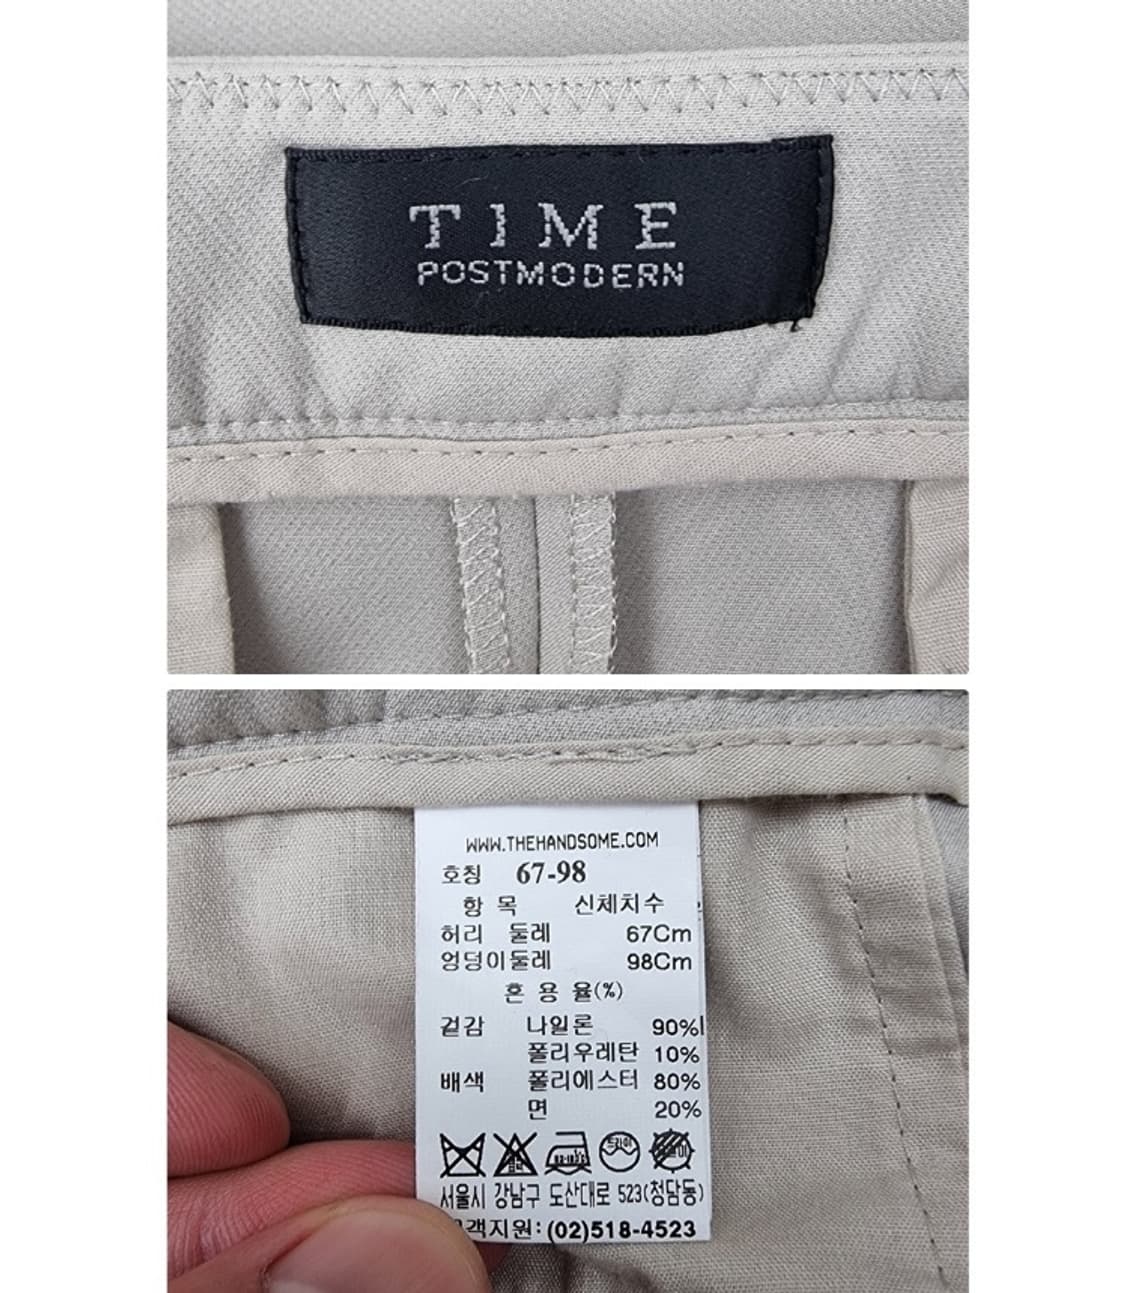 TIME
POSTMODERN
WWW.THEHANDSOME.COM
호칭 67-98
항 목 신체치수
허리 둘레 67Cm
엉덩이둘레 98Cm
혼 용 율(%)
겉감 나일론 90%
폴리우레탄 10%
배색 폴리에스터 80%
면 20%
드라이
서울시 강남구 도산대로 523(청담동)
고객지원: (02)518-4523